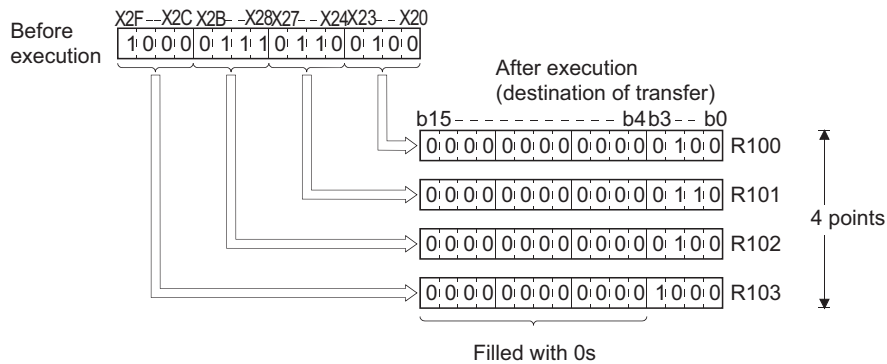 X2F--X2C X2B--X28X27--X24X23--X20
Before execution
1 0 0 0 0 1 1 1 0 1 1 0 0 1 0 0
After execution
(destination of transfer)
b15----------b4 b3--b0
0 0 0 0 0 0 0 0 0 0 0 0 0 1 0 0 R100
0 0 0 0 0 0 0 0 0 0 0 0 0 1 1 0 R101
4 points
0 0 0 0 0 0 0 0 0 0 0 0 0 1 0 0 R102
0 0 0 0 0 0 0 0 0 0 0 0 1 0 0 0 R103
Filled with 0s